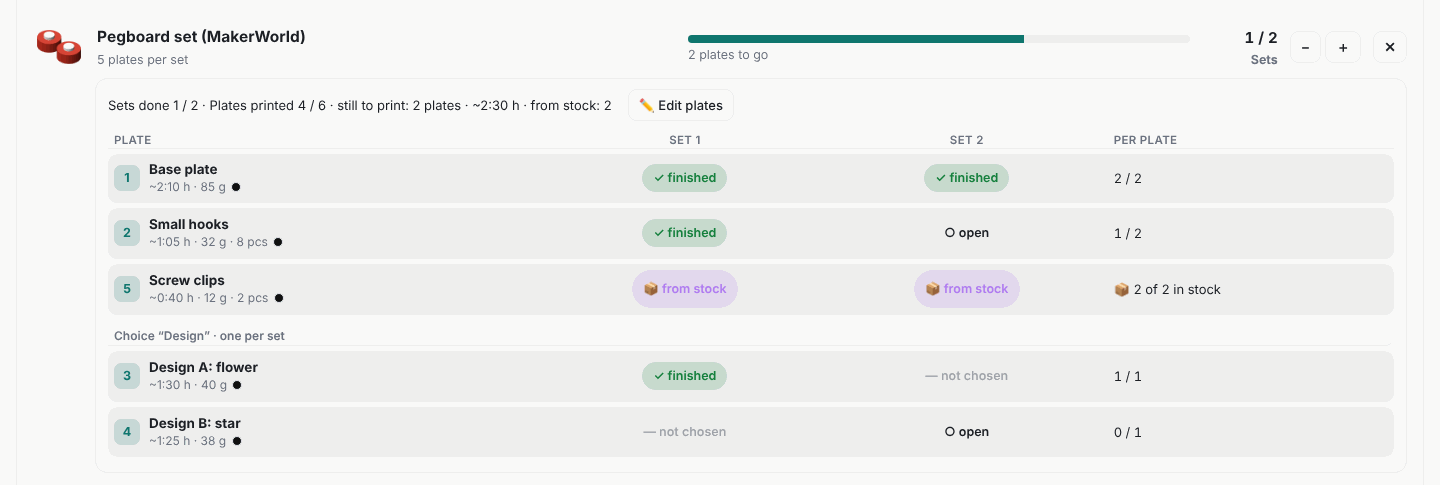 Pegboard set (MakerWorld)
5 plates per set
2 plates to go
1 / 2
Sets
−
+
✕
Sets done 1 / 2 · Plates printed 4 / 6 · still to print: 2 plates · ~2:30 h · from stock: 2
✏️ Edit plates
PLATE SET 1 SET 2 PER PLATE
1 Base plate
~2:10 h · 85 g
✓ finished
✓ finished
2 / 2
2 Small hooks
~1:05 h · 32 g · 8 pcs
✓ finished
○ open
1 / 2
5 Screw clips
~0:40 h · 12 g · 2 pcs
📦 from stock
📦 from stock
📦 2 of 2 in stock
Choice “Design” · one per set
3 Design A: flower
~1:30 h · 40 g
✓ finished
— not chosen
1 / 1
4 Design B: star
~1:25 h · 38 g
— not chosen
○ open
0 / 1